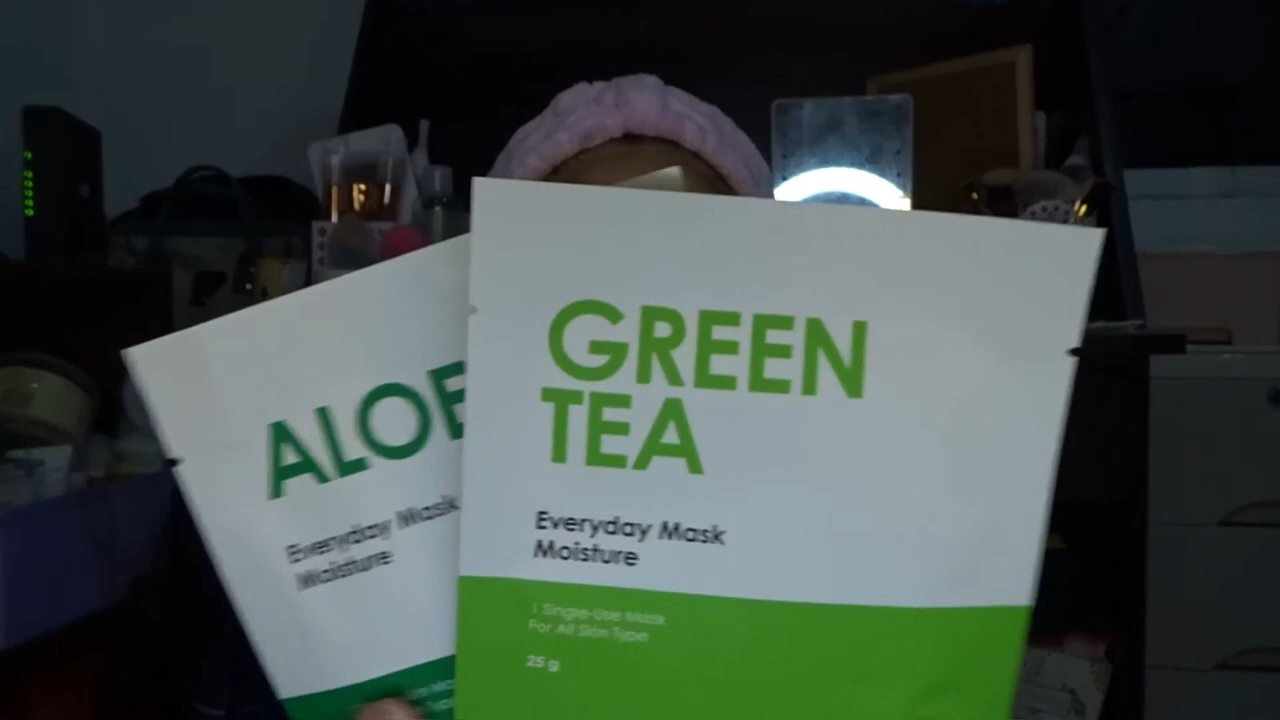 ALOE
Everyday Mask
Moisture
GREEN
TEA
Everyday Mask
Moisture
1 Single-Use Mask
For All Skin Type
25 g